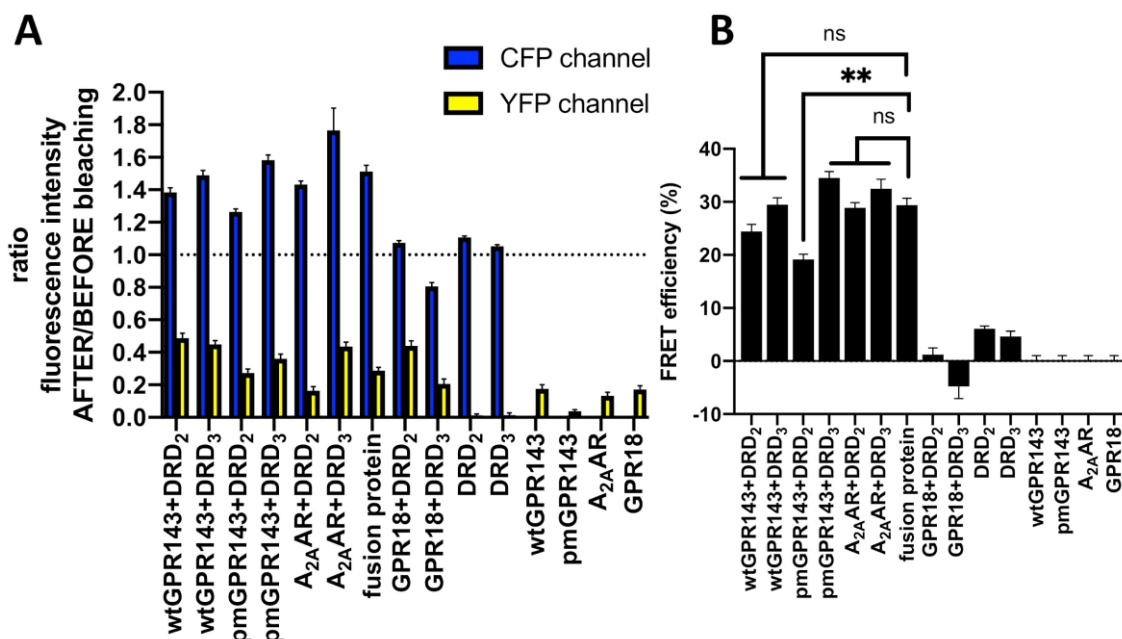 A
CFP channel
YFP channel
ratio
fluorescence intensity
AFTER/BEFORE bleaching
2.0
1.8
1.6
1.4
1.2
1.0
0.8
0.6
0.4
0.2
0.0
wtGPR143+DRD₂
wtGPR143+DRD₃
pmGPR143+DRD₂
pmGPR143+DRD₃
A₂ₐAR+DRD₂
A₂ₐAR+DRD₃
fusion protein
GPR18+DRD₂
GPR18+DRD₃
DRD₂
DRD₃
wtGPR143
pmGPR143
A₂ₐAR
GPR18
B
ns
**
ns
FRET efficiency (%)
40
30
20
10
0
-10
wtGPR143+DRD₂
wtGPR143+DRD₃
pmGPR143+DRD₂
pmGPR143+DRD₃
A₂ₐAR+DRD₂
A₂ₐAR+DRD₃
fusion protein
GPR18+DRD₂
GPR18+DRD₃
DRD₂
DRD₃
wtGPR143
pmGPR143
A₂ₐAR
GPR18